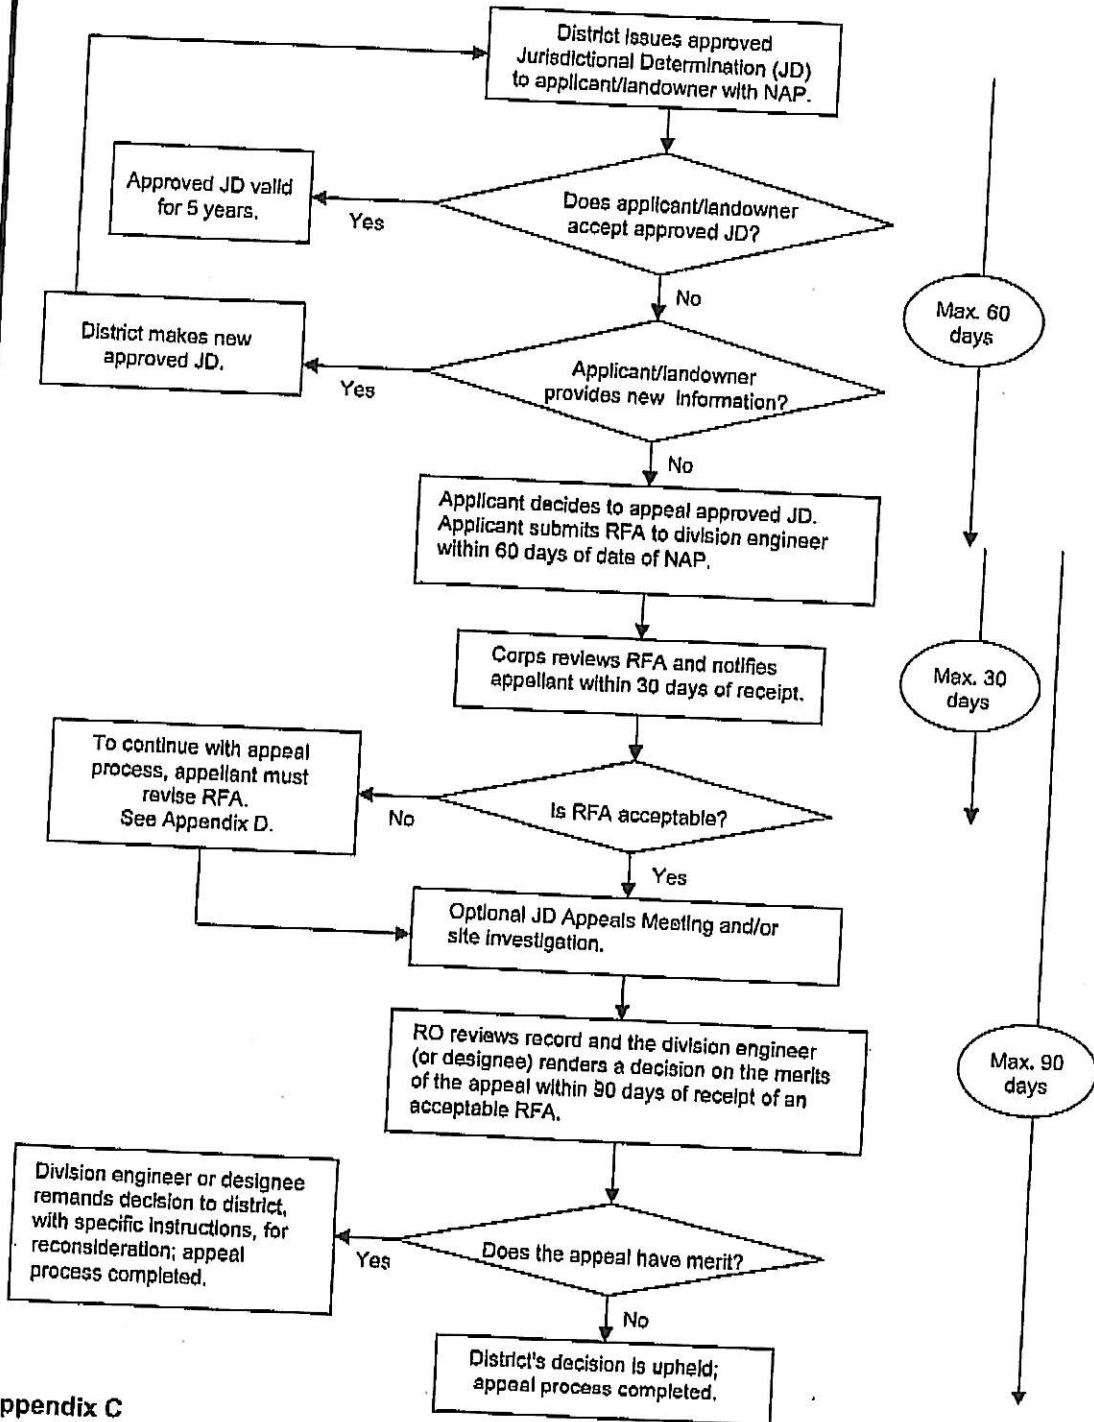 District issues approved
Jurisdictional Determination (JD)
to applicant/landowner with NAP.
Approved JD valid
for 5 years.
Yes
Does applicant/landowner
accept approved JD?
No
Max. 60
days
District makes new
approved JD.
Yes
Applicant/landowner
provides new information?
No
Applicant decides to appeal approved JD.
Applicant submits RFA to division engineer
within 60 days of date of NAP.
Corps reviews RFA and notifies
appellant within 30 days of receipt.
Max. 30
days
To continue with appeal
process, appellant must
revise RFA.
See Appendix D.
No
Is RFA acceptable?
Yes
Optional JD Appeals Meeting and/or
site investigation.
RO reviews record and the division engineer
(or designee) renders a decision on the merits
of the appeal within 90 days of receipt of an
acceptable RFA.
Max. 90
days
Division engineer or designee
remands decision to district,
with specific instructions, for
reconsideration; appeal
process completed.
Yes
Does the appeal have merit?
No
District's decision is upheld;
appeal process completed.
ppendix C